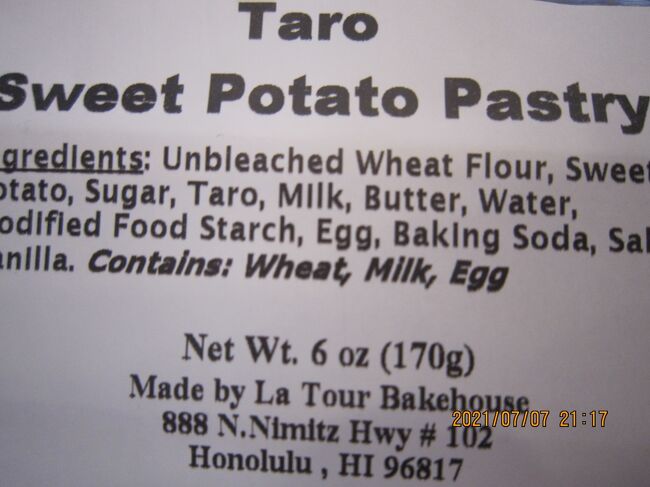 Taro
Sweet Potato Pastry
gredients: Unbleached Wheat Flour, Sweet
otato, Sugar, Taro, Milk, Butter, Water,
odified Food Starch, Egg, Baking Soda, Sal
anilla. Contains: Wheat, Milk, Egg
Net Wt. 6 oz (170g)
Made by La Tour Bakehouse
888 N.Nimitz Hwy # 102
Honolulu , HI 96817
2021/07/07 21:17